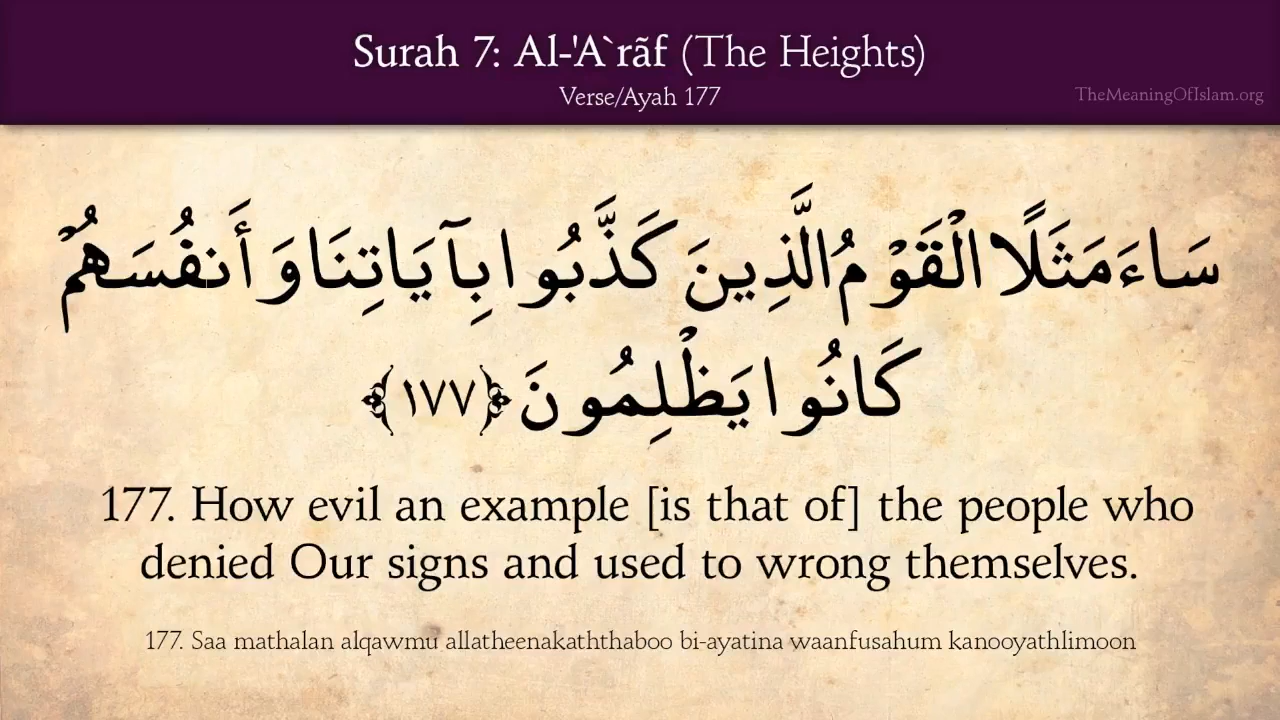 Surah 7: Al-'A`rãf (The Heights)
Verse/Ayah 177
TheMeaningOfIslam.org
سَاءَ مَثَلًا الْقَوْمُ الَّذِينَ كَذَّبُوا بِآيَاتِنَا وَأَنفُسَهُمْ
كَانُوا يَظْلِمُونَ ﴿١٧٧﴾
177. How evil an example [is that of] the people who
denied Our signs and used to wrong themselves.
177. Saa mathalan alqawmu allatheenakaththaboo bi-ayatina waanfusahum kanooyathlimoon